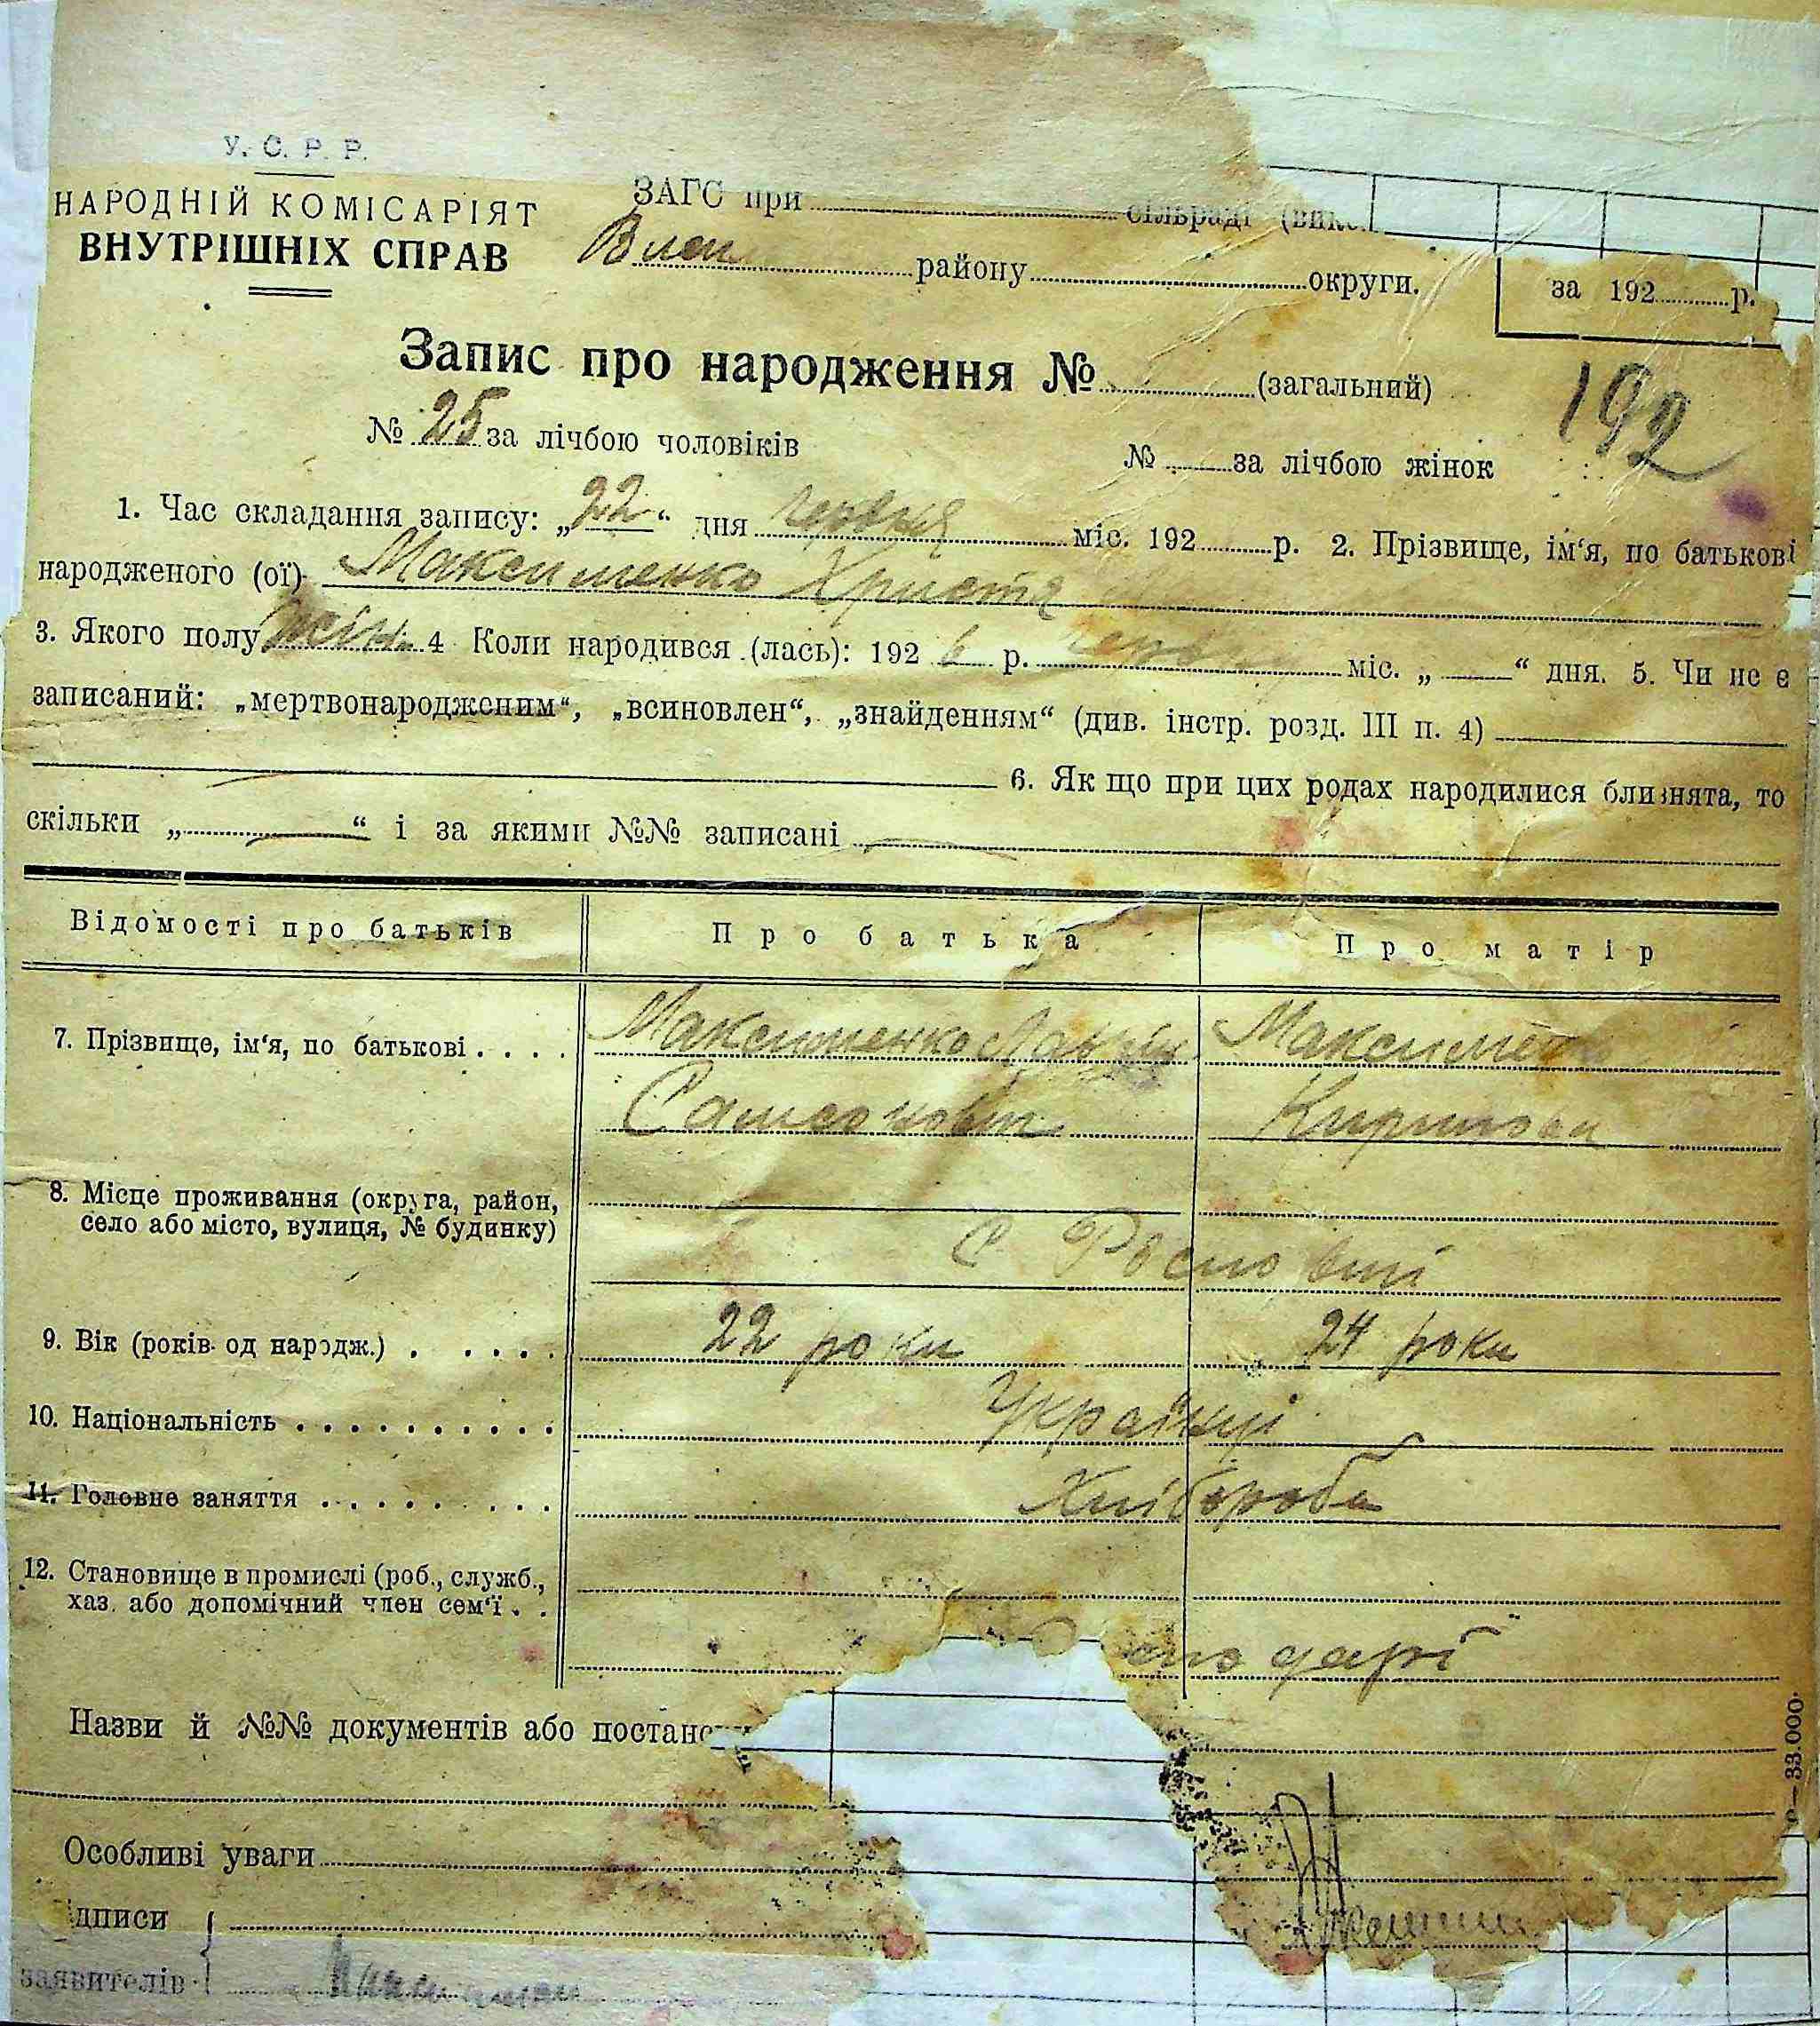 У. С. Р. Р.
НАРОДНІЙ КОМІСАРІЯТ
ВНУТРІШНІХ СПРАВ
ЗАГС при сільраді
району округи.
за 192 р.
Запис про народження № (загальний)
192
№ 25 за лічбою чоловіків № за лічбою жінок
1. Час складання запису: „22“ дня червня міс. 192 р. 2. Прізвище, ім‘я, по батькові
народженого (ої) Максименко Христя
3. Якого полу жін. 4 Коли народився (лась): 192 6 р. міс. „ “ дня. 5. Чи не є
записаний: „мертвонародженим“, „всиновлен“, „знайденням“ (див. інстр. розд. III п. 4)
6. Як що при цих родах народилися близнята, то
скільки „ “ і за якими №№ записані
Відомості про батьків Про батька Про матір
7. Прізвище, ім‘я, по батькові . . . . Максименко
Самсонович
8. Місце проживання (округа, район,
село або місто, вулиця, № будинку)
с
9. Вік (років од народж.) . . . . . 22 роки 24 роки
10. Національність . . . . . . . . . . Українці
11. Головне заняття . . . . . . . . . Хлібороба
12. Становище в промислі (роб., служб.,
хаз. або допомічний член сем‘ї . .
Назви й №№ документів або
33.000
Особливі уваги
заявителів